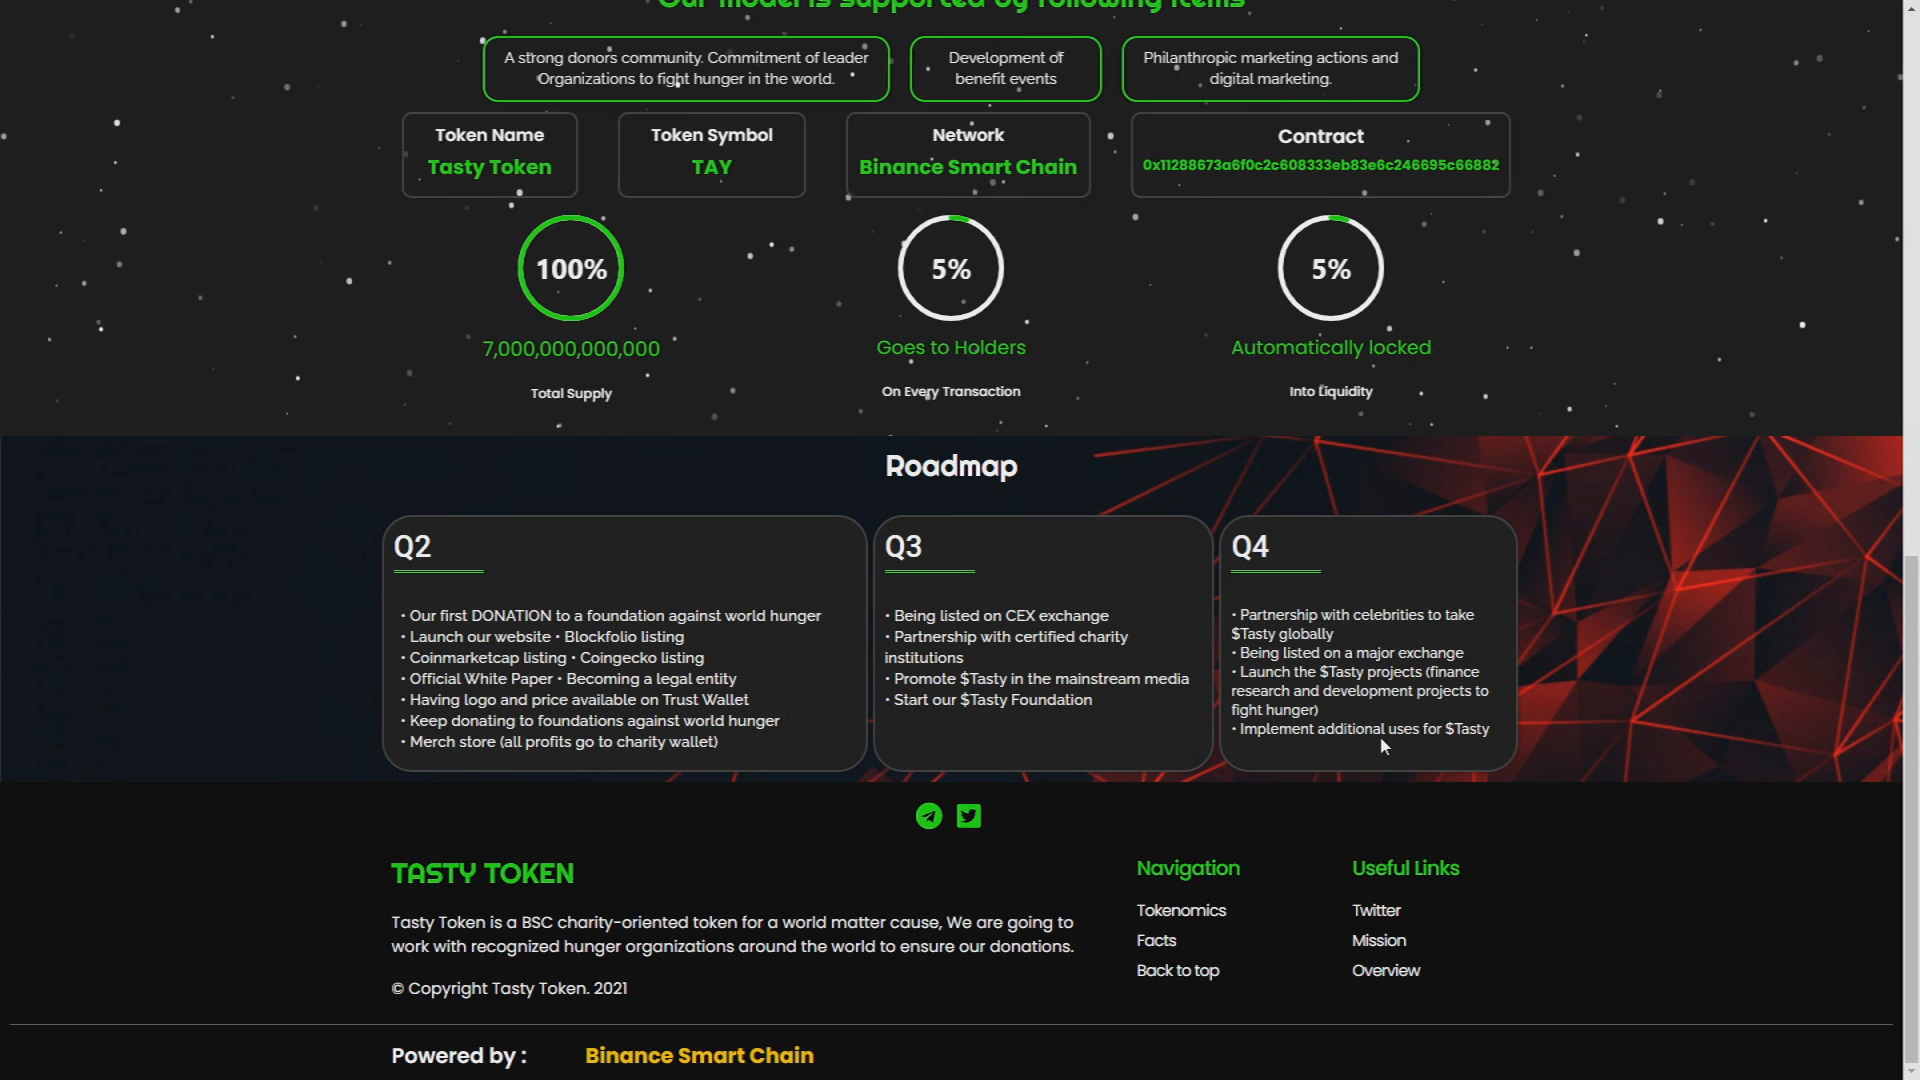 Our model is supported by following items
A strong donors community. Commitment of leader
Organizations to fight hunger in the world.
Development of
benefit events
Philanthropic marketing actions and
digital marketing.
Token Name
Tasty Token
Token Symbol
TAY
Network
Binance Smart Chain
Contract
0x11288673a6f0c2c608333eb83e6c246695c66882
100%
7,000,000,000,000
Total Supply
5%
Goes to Holders
On Every Transaction
5%
Automatically locked
Into Liquidity
Roadmap
Q2
• Our first DONATION to a foundation against world hunger
• Launch our website • Blockfolio listing
• Coinmarketcap listing • Coingecko listing
• Official White Paper • Becoming a legal entity
• Having logo and price available on Trust Wallet
• Keep donating to foundations against world hunger
• Merch store (all profits go to charity wallet)
Q3
• Being listed on CEX exchange
• Partnership with certified charity
institutions
• Promote $Tasty in the mainstream media
• Start our $Tasty Foundation
Q4
• Partnership with celebrities to take
$Tasty globally
• Being listed on a major exchange
• Launch the $Tasty projects (finance
research and development projects to
fight hunger)
• Implement additional uses for $Tasty
TASTY TOKEN
Tasty Token is a BSC charity-oriented token for a world matter cause, We are going to
work with recognized hunger organizations around the world to ensure our donations.
© Copyright Tasty Token. 2021
Navigation
Tokenomics
Facts
Back to top
Useful Links
Twitter
Mission
Overview
Powered by : Binance Smart Chain